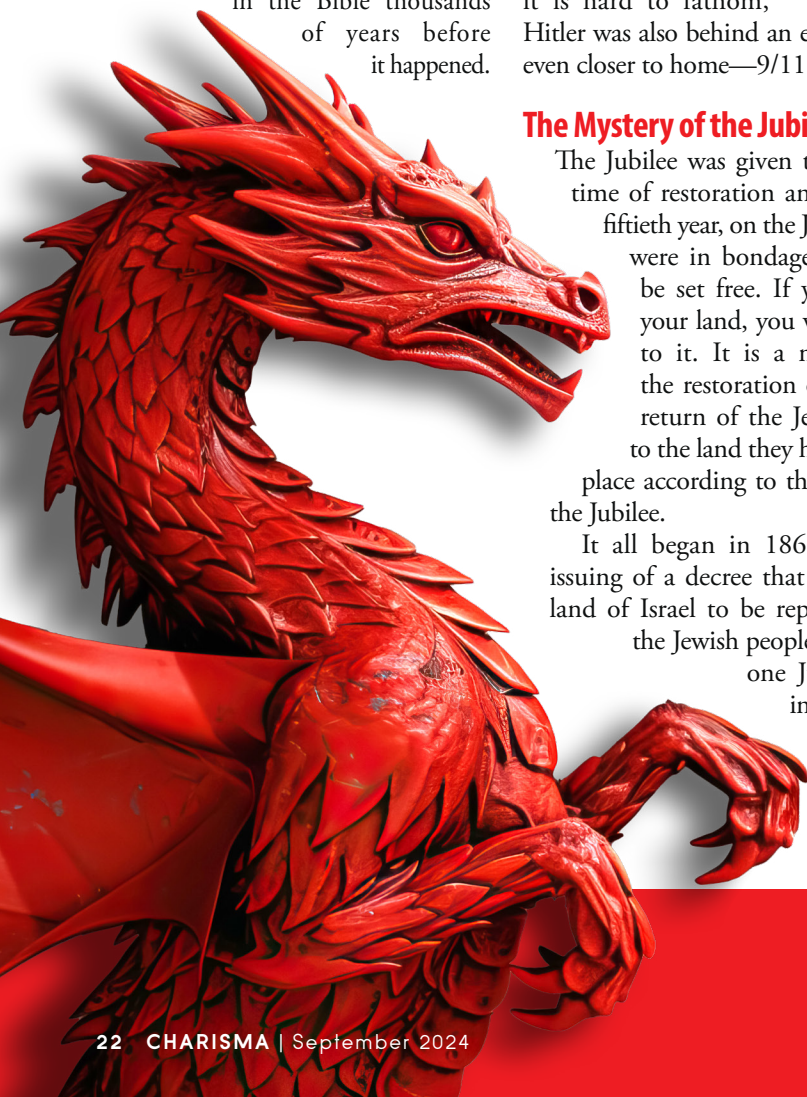 in the Bible thousands
of years before
it happened.
it is hard to fathom,
Hitler was also behind an e
even closer to home—9/11
The Mystery of the Jubi
The Jubilee was given t
time of restoration an
fiftieth year, on the J
were in bondage
be set free. If y
your land, you w
to it. It is a m
the restoration o
return of the Je
to the land they h
place according to th
the Jubilee.
It all began in 186
issuing of a decree that
land of Israel to be rep
the Jewish people
one J
in
22 CHARISMA | September 2024